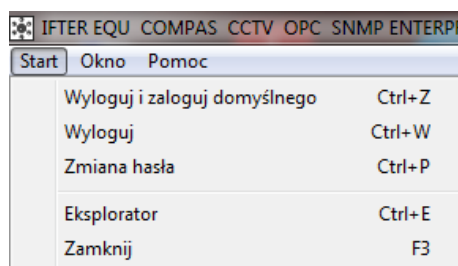 IFTER EQU COMPAS CCTV OPC SNMP
Start Okno Pomoc
Wyloguj i zaloguj domyślnego Ctrl+Z
Wyloguj Ctrl+W
Zmiana hasła Ctrl+P
Eksplorator Ctrl+E
Zamknij F3